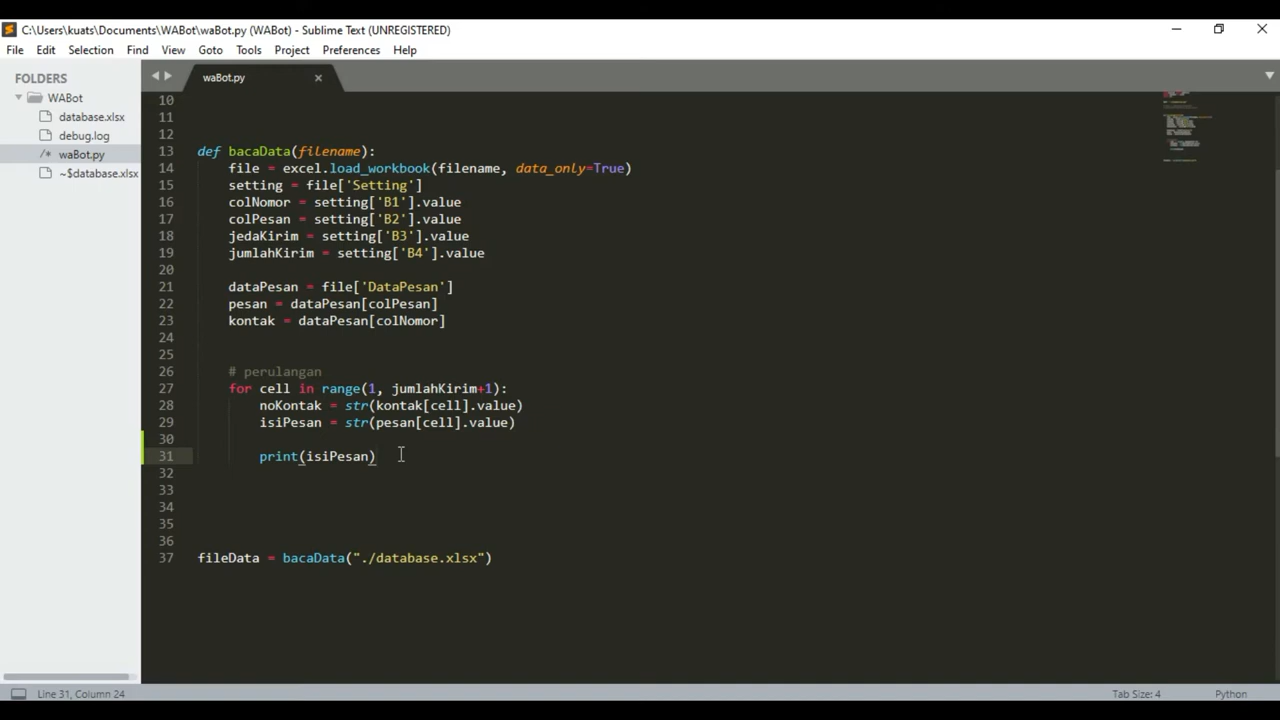 C:\Users\kuats\Documents\WABot\waBot.py (WABot) - Sublime Text (UNREGISTERED)
File Edit Selection Find View Goto Tools Project Preferences Help
FOLDERS
WABot
database.xlsx
debug.log
/* waBot.py
~$database.xlsx
waBot.py
10
11
12
13 def bacaData(filename):
14 file = excel.load_workbook(filename, data_only=True)
15 setting = file['Setting']
16 colNomor = setting['B1'].value
17 colPesan = setting['B2'].value
18 jedaKirim = setting['B3'].value
19 jumlahKirim = setting['B4'].value
20
21 dataPesan = file['DataPesan']
22 pesan = dataPesan[colPesan]
23 kontak = dataPesan[colNomor]
24
25
26 # perulangan
27 for cell in range(1, jumlahKirim+1):
28 noKontak = str(kontak[cell].value)
29 isiPesan = str(pesan[cell].value)
30
31 print(isiPesan)
32
33
34
35
36
37 fileData = bacaData("./database.xlsx")
Line 31, Column 24
Tab Size: 4
Python